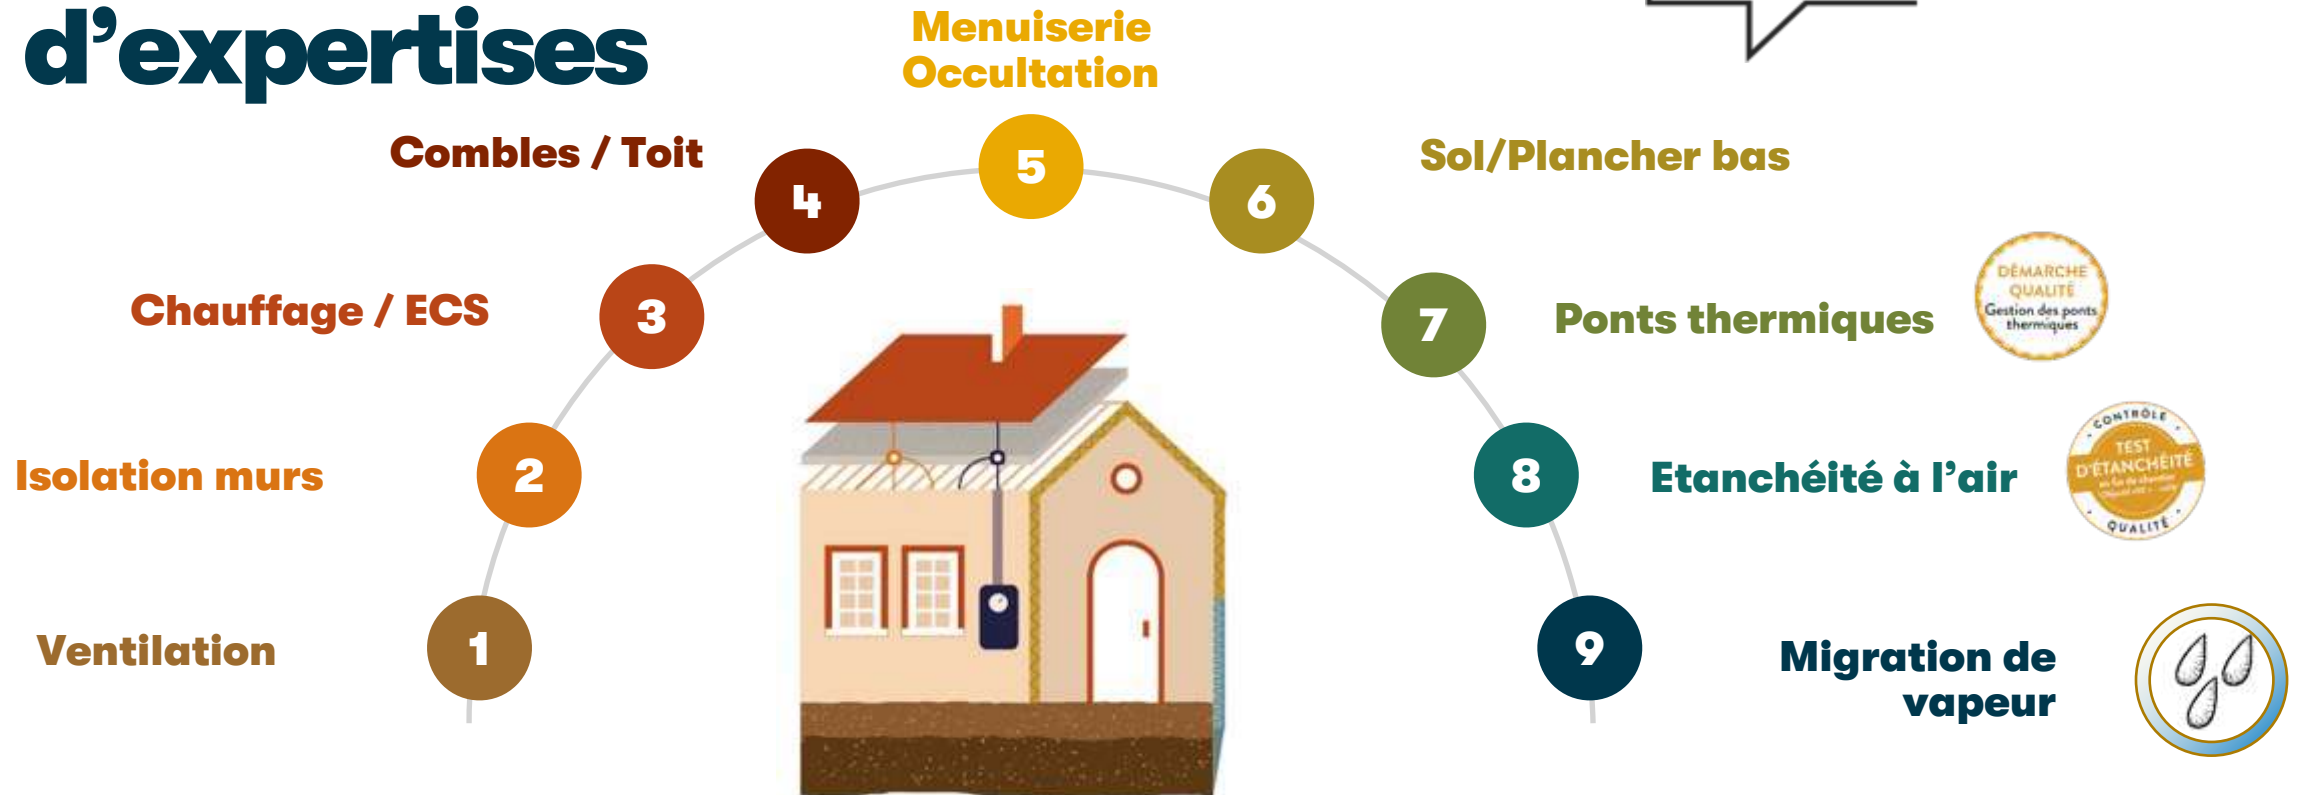 d’expertises
Menuiserie
Occultation
Combles / Toit
4
5
6
Sol/Plancher bas
Chauffage / ECS
3
7
Ponts thermiques
DÉMARCHE
QUALITÉ
Gestion des ponts
thermiques
Isolation murs
2
8
Etanchéité à l’air
CONTRÔLE
TEST
D’ÉTANCHÉITÉ
QUALITÉ
Ventilation
1
9
Migration de
vapeur